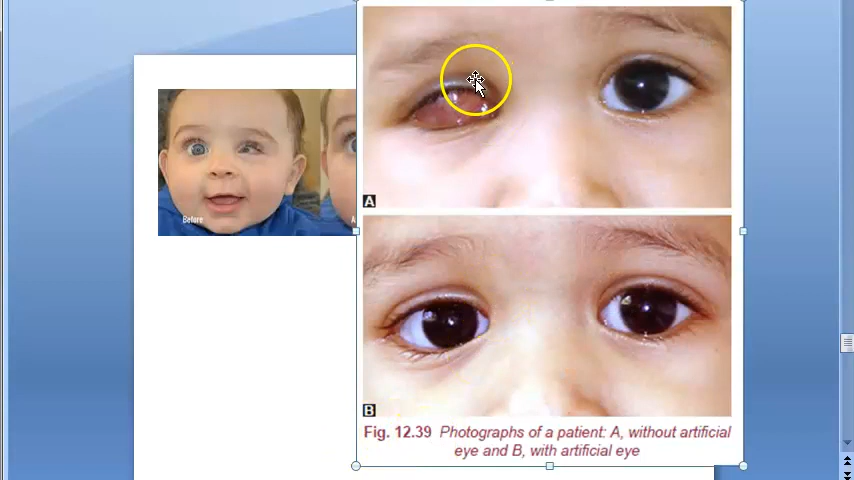 Before
A
A
B
Fig. 12.39 Photographs of a patient: A, without artificial
eye and B, with artificial eye